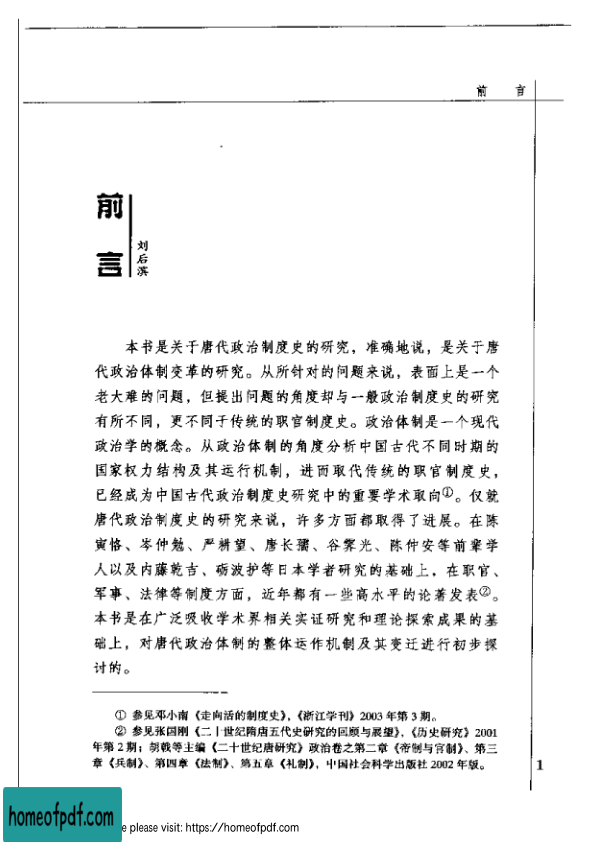 前 言
前言
刘后滨
本书是关于唐代政治制度史的研究，准确地说，是关于唐
代政治体制变革的研究。从所针对的问题来说，表面上是一个
老大难的问题，但提出问题的角度却与一般政治制度史的研究
有所不同，更不同于传统的职官制度史。政治体制是一个现代
政治学的概念。从政治体制的角度分析中国古代不同时期的
国家权力结构及其运行机制，进而取代传统的职官制度史，
已经成为中国古代政治制度史研究中的重要学术取向①。仅就
唐代政治制度史的研究来说，许多方面都取得了进展。在陈
寅恪、岑仲勉、严耕望、唐长孺、谷霁光、陈仲安等前辈学
人以及内藤乾吉、砺波护等日本学者研究的基础上，在职官、
军事、法律等制度方面，近年都有一些高水平的论著发表②。
本书是在广泛吸收学术界相关实证研究和理论探索成果的基
础上，对唐代政治体制的整体运作机制及其变迁进行初步探
讨的。
① 参见邓小南《走向活的制度史》，《浙江学刊》2003 年第 3 期。
② 参见张国刚《二十世纪隋唐五代史研究的回顾与展望》，《历史研究》2001
年第 2 期；胡戟等主编《二十世纪唐研究》政治卷之第二章《帝制与官制》、第三
章《兵制》、第四章《法制》、第五章《礼制》，中国社会科学出版社 2002 年版。
1
homeofpdf.com
e please visit: https://homeofpdf.com